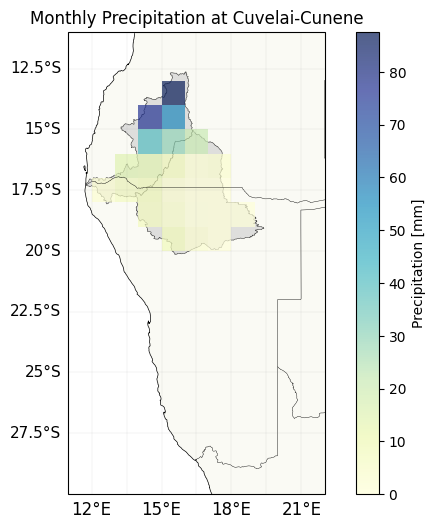 Monthly Precipitation at Cuvelai-Cunene
12.5°S
15°S
17.5°S
20°S
22.5°S
25°S
27.5°S
12°E
15°E
18°E
21°E
80
70
60
50
40
30
20
10
0
Precipitation [mm]